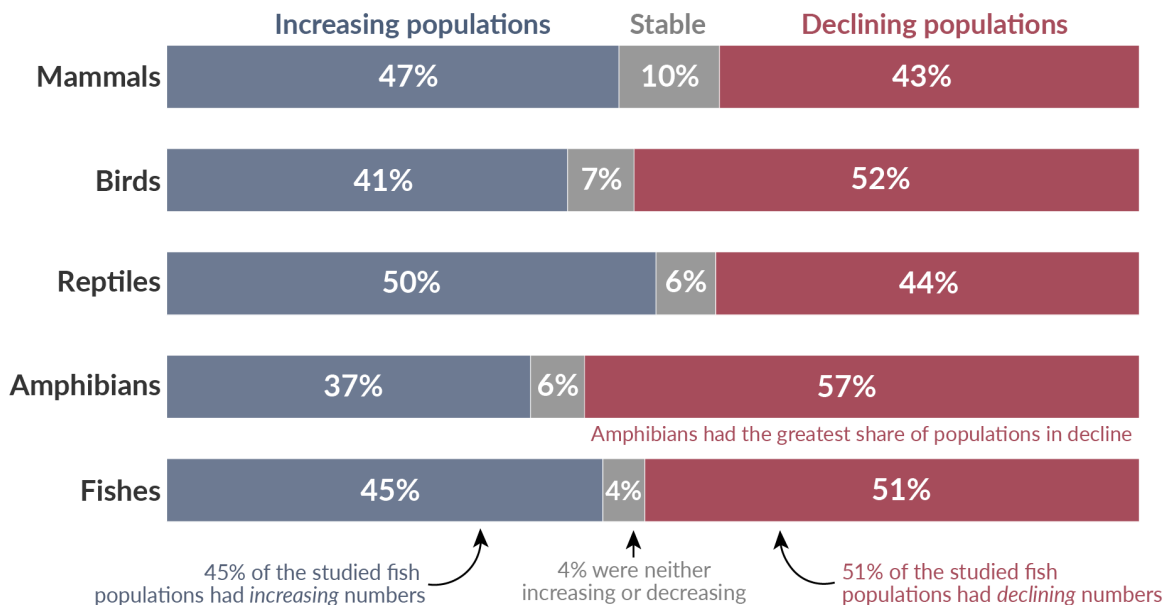 Increasing populations Stable Declining populations
Mammals 47% 10% 43%
Birds 41% 7% 52%
Reptiles 50% 6% 44%
Amphibians 37% 6% 57%
Amphibians had the greatest share of populations in decline
Fishes 45% 4% 51%
45% of the studied fish
populations had increasing numbers
4% were neither
increasing or decreasing
51% of the studied fish
populations had declining numbers